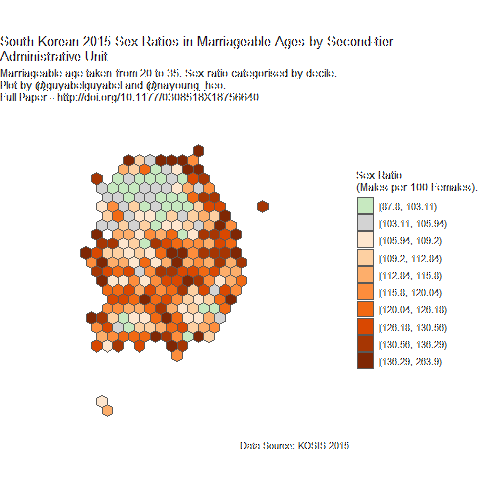 South Korean 2015 Sex Ratios in Marriageable Ages by Second-tier
Administrative Unit
Marriageable age taken from 20 to 35. Sex ratio categorised by decile.
Plot by @guyabelguyabel and @nayoung_heo.
Full Paper - http://doi.org/10.1177/0308518X18756640
Sex Ratio
(Males per 100 Females).
[87.8, 103.11)
[103.11, 105.94)
[105.94, 109.2)
[109.2, 112.84)
[112.84, 115.8)
[115.8, 120.04)
[120.04, 126.18)
[126.18, 130.56)
[130.56, 136.29)
[136.29, 263.9)
Data Source: KOSIS 2015